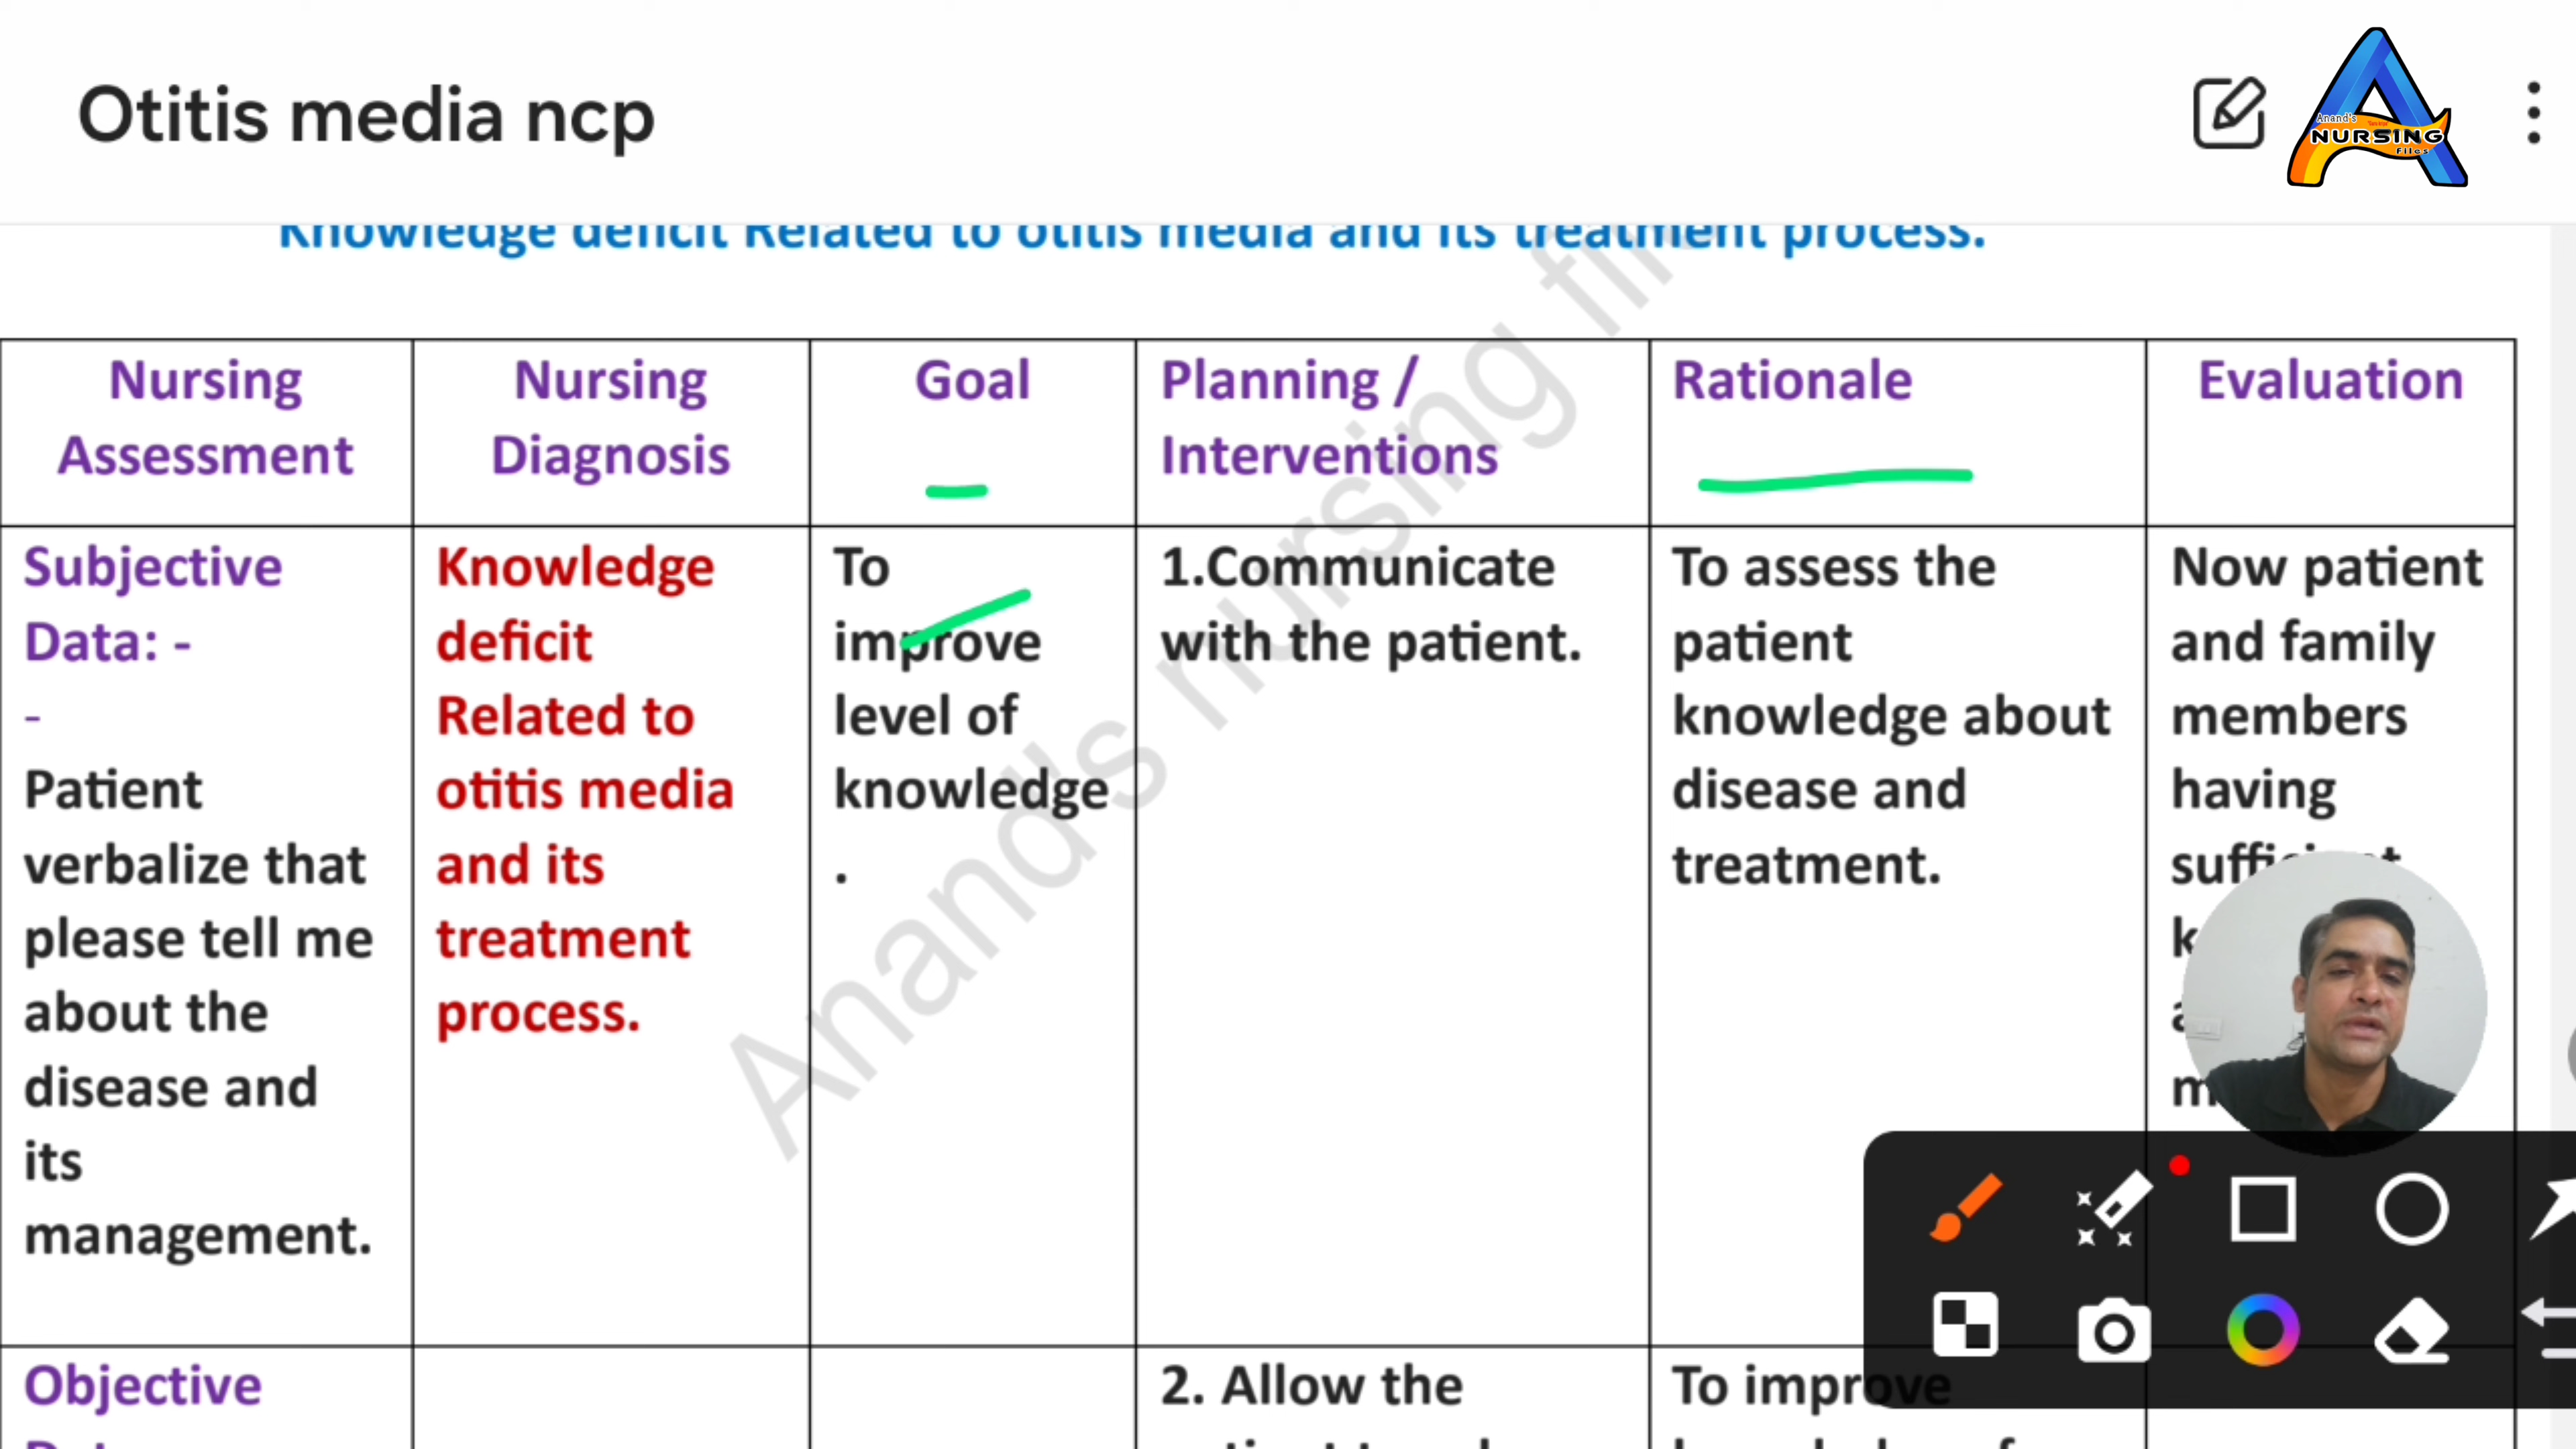 Otitis media ncp
Anand's
NURSING
Files
Knowledge deficit Related to otitis media and its treatment process.
Nursing Assessment
Nursing Diagnosis
Goal
Planning / Interventions
Rationale
Evaluation
Subjective
Data: -
-
Patient
verbalize that
please tell me
about the
disease and
its
management.
Knowledge
deficit
Related to
otitis media
and its
treatment
process.
To
improve
level of
knowledge
.
1.Communicate
with the patient.
To assess the
patient
knowledge about
disease and
treatment.
Now patient
and family
members
having
Objective
2. Allow the
To improve
Anand's nursing